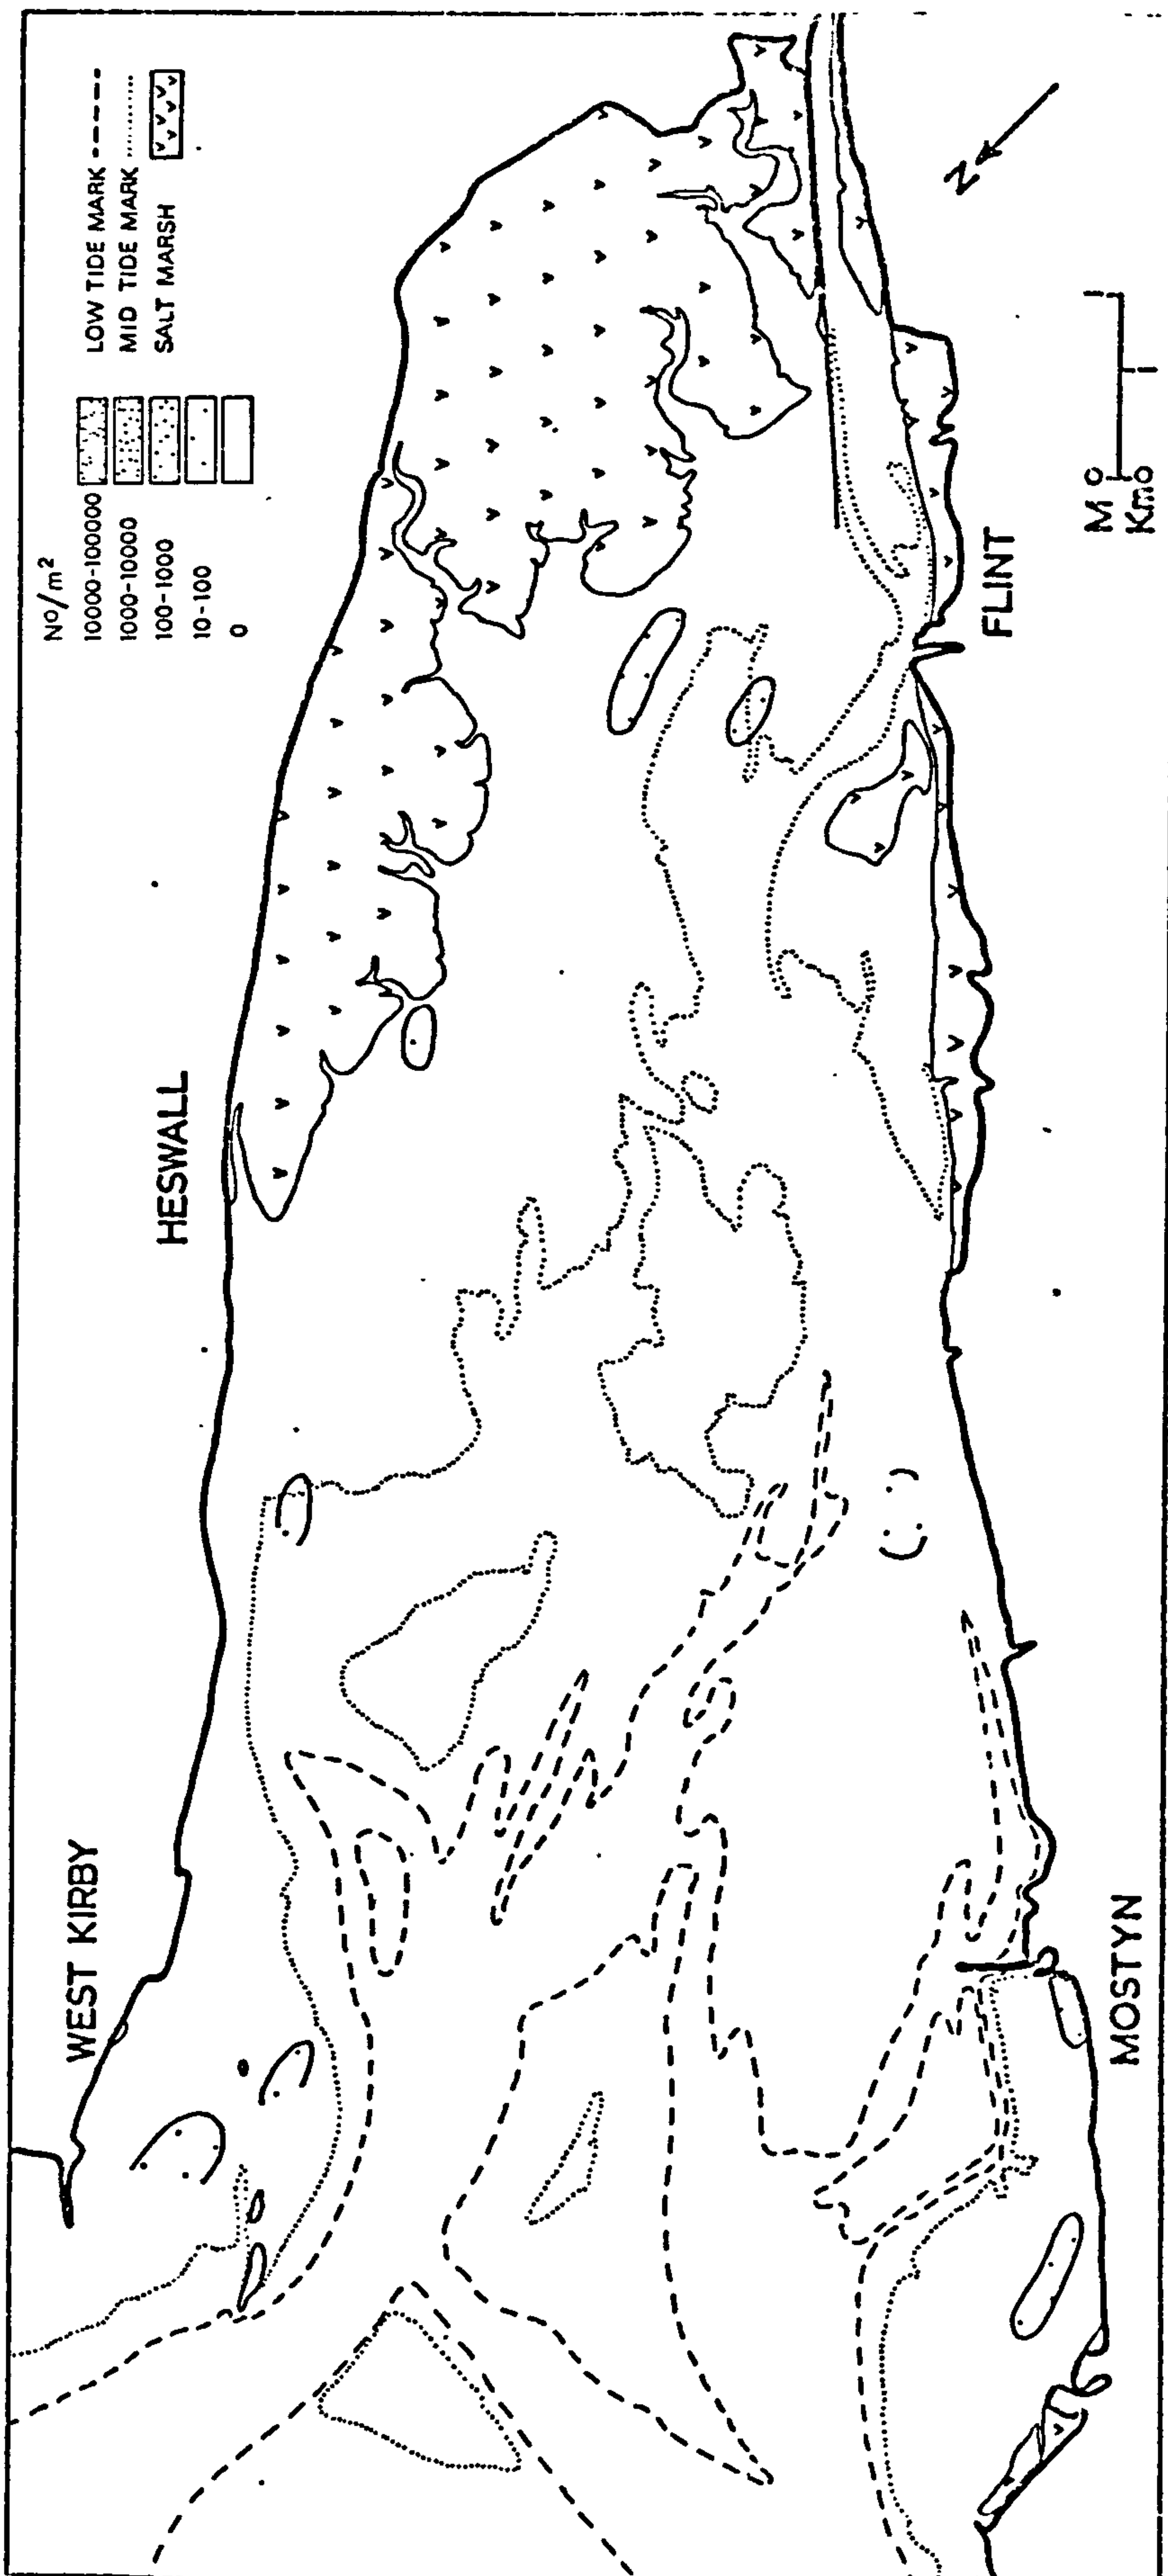 No/m²
10000-100000
1000-10000
100-1000
10-100
0
LOW TIDE MARK
MID TIDE MARK
SALT MARSH
WEST KIRBY
HESWALL
N
FLINT
MOSTYN
M 0 1
Km 0 1